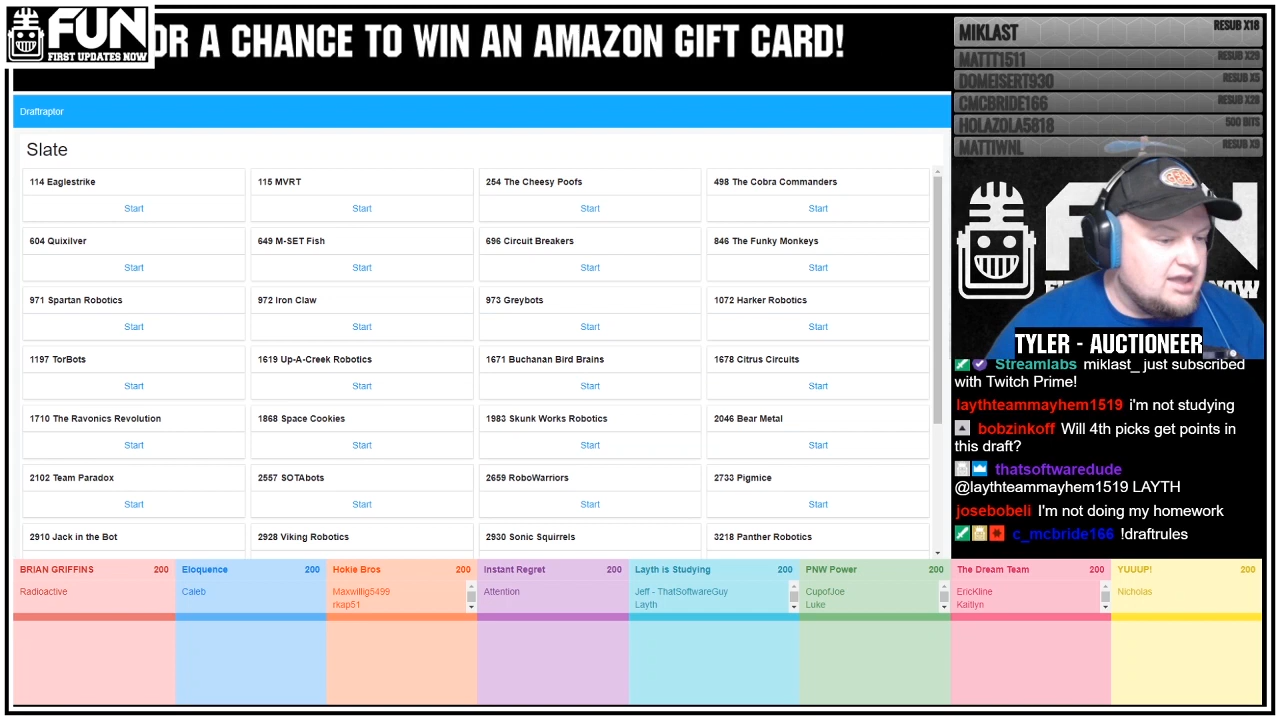 FUN
FIRST UPDATES NOW
OR A CHANCE TO WIN AN AMAZON GIFT CARD!
Draftraptor
Slate
114 Eaglestrike
115 MVRT
254 The Cheesy Poofs
498 The Cobra Commanders
Start
Start
Start
Start
604 Quixilver
649 M-SET Fish
696 Circuit Breakers
846 The Funky Monkeys
Start
Start
Start
Start
971 Spartan Robotics
972 Iron Claw
973 Greybots
1072 Harker Robotics
Start
Start
Start
Start
1197 TorBots
1619 Up-A-Creek Robotics
1671 Buchanan Bird Brains
1678 Citrus Circuits
Start
Start
Start
Start
1710 The Ravonics Revolution
1868 Space Cookies
1983 Skunk Works Robotics
2046 Bear Metal
Start
Start
Start
Start
2102 Team Paradox
2557 SOTAbots
2659 RoboWarriors
2733 Pigmice
Start
Start
Start
Start
2910 Jack in the Bot
2928 Viking Robotics
2930 Sonic Squirrels
3218 Panther Robotics
BRIAN GRIFFINS 200
Radioactive
Eloquence 200
Caleb
Hokie Bros 200
Maxwillig5499
rkap51
Instant Regret 200
Attention
Layth is Studying 200
Jeff - ThatSoftwareGuy
Layth
PNW Power 200
CupofJoe
Luke
The Dream Team 200
EricKline
Kaitlyn
YUUUP! 200
Nicholas
MIKLAST RESUB X18
MATTT1511 RESUB X29
DOMEISERT930 RESUB X5
CMCBRIDE166 RESUB X28
HOLAZOLA5818 500 BITS
MATTIWNL RESUB X9
TYLER - AUCTIONEER
Streamlabs miklast_ just subscribed
with Twitch Prime!
laythteammayhem1519 i'm not studying
bobzinkoff Will 4th picks get points in
this draft?
thatsoftwaredude
@laythteammayhem1519 LAYTH
josebobeli I'm not doing my homework
c_mcbride166 !draftrules